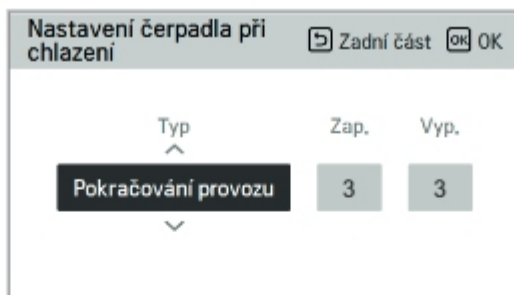 Nastavení čerpadla při
chlazení
Zadní část OK OK
Typ Zap. Vyp.
Pokračování provozu 3 3